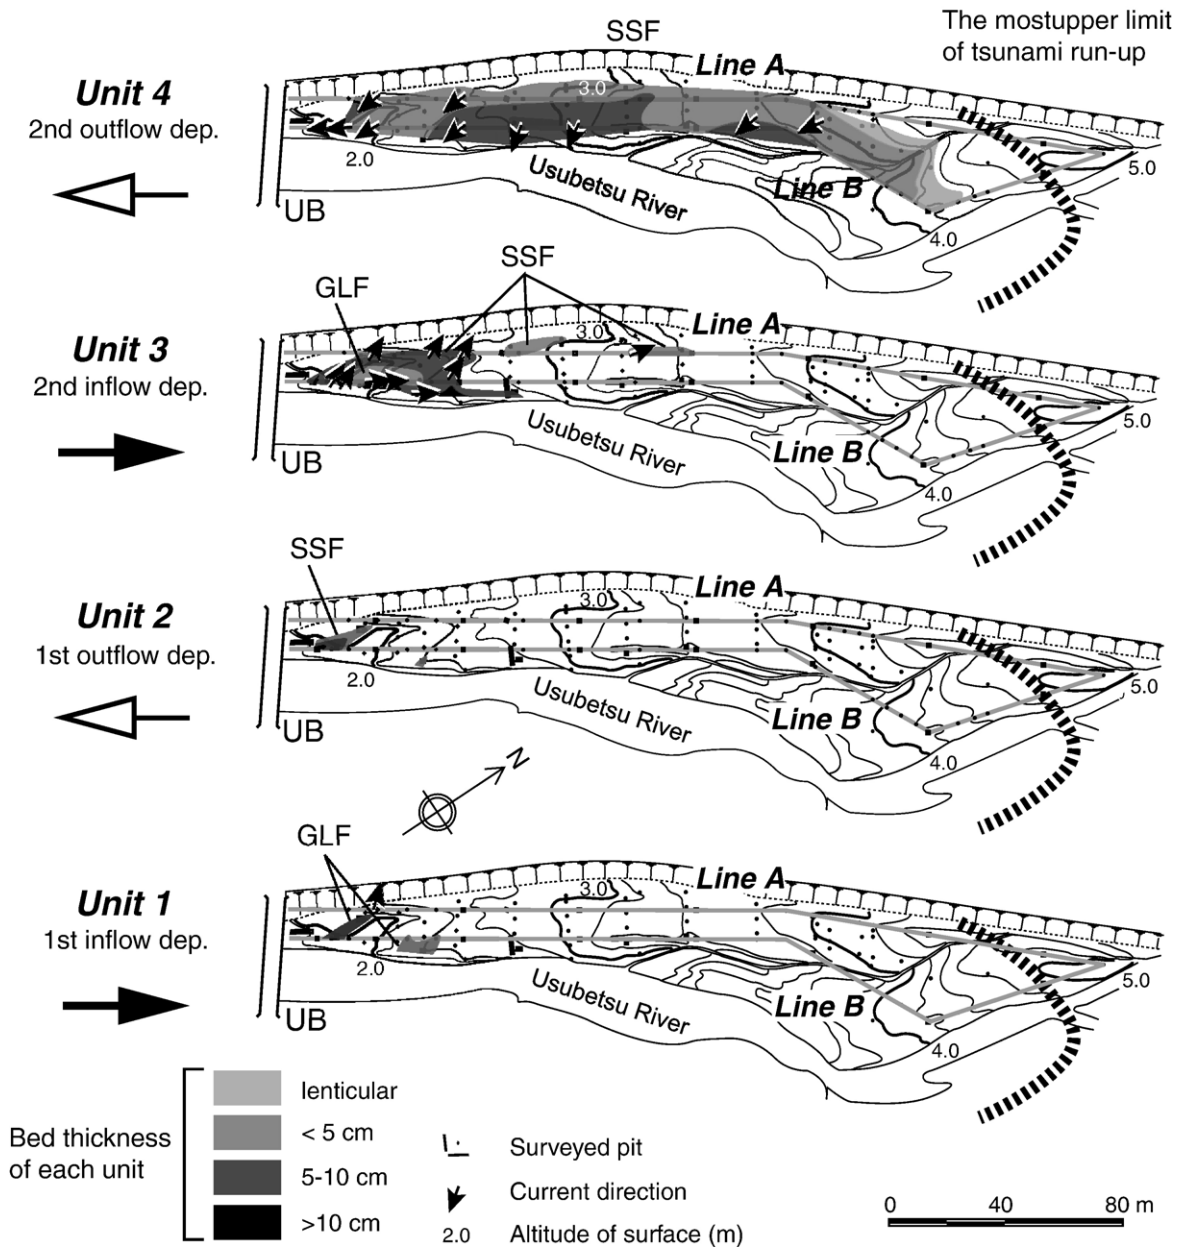 The mostupper limit
of tsunami run-up
SSF
Line A
Unit 4
2nd outflow dep.
3.0
2.0
Usubetsu River
Line B
5.0
4.0
UB
SSF
GLF
Line A
Unit 3
2nd inflow dep.
3.0
Usubetsu River
Line B
5.0
4.0
UB
SSF
Line A
Unit 2
1st outflow dep.
3.0
2.0
Usubetsu River
Line B
5.0
4.0
UB
N
GLF
Line A
Unit 1
1st inflow dep.
3.0
2.0
Usubetsu River
Line B
5.0
4.0
UB
Bed thickness
of each unit
lenticular
< 5 cm
5-10 cm
>10 cm
Surveyed pit
Current direction
2.0 Altitude of surface (m)
0 40 80 m